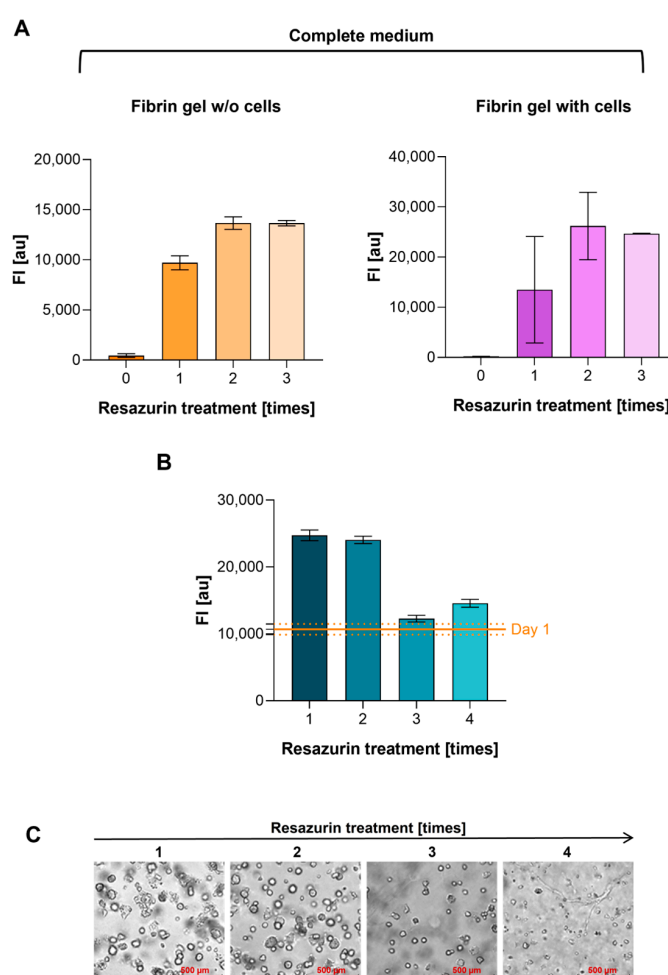 A
Complete medium
Fibrin gel w/o cells
Fibrin gel with cells
20,000
15,000
10,000
5,000
0
FI [au]
0 1 2 3
Resazurin treatment [times]
40,000
30,000
20,000
10,000
0
FI [au]
0 1 2 3
Resazurin treatment [times]
B
30,000
20,000
10,000
0
FI [au]
Day 1
1 2 3 4
Resazurin treatment [times]
C
Resazurin treatment [times]
1 2 3 4
500 µm 500 µm 500 µm 500 µm